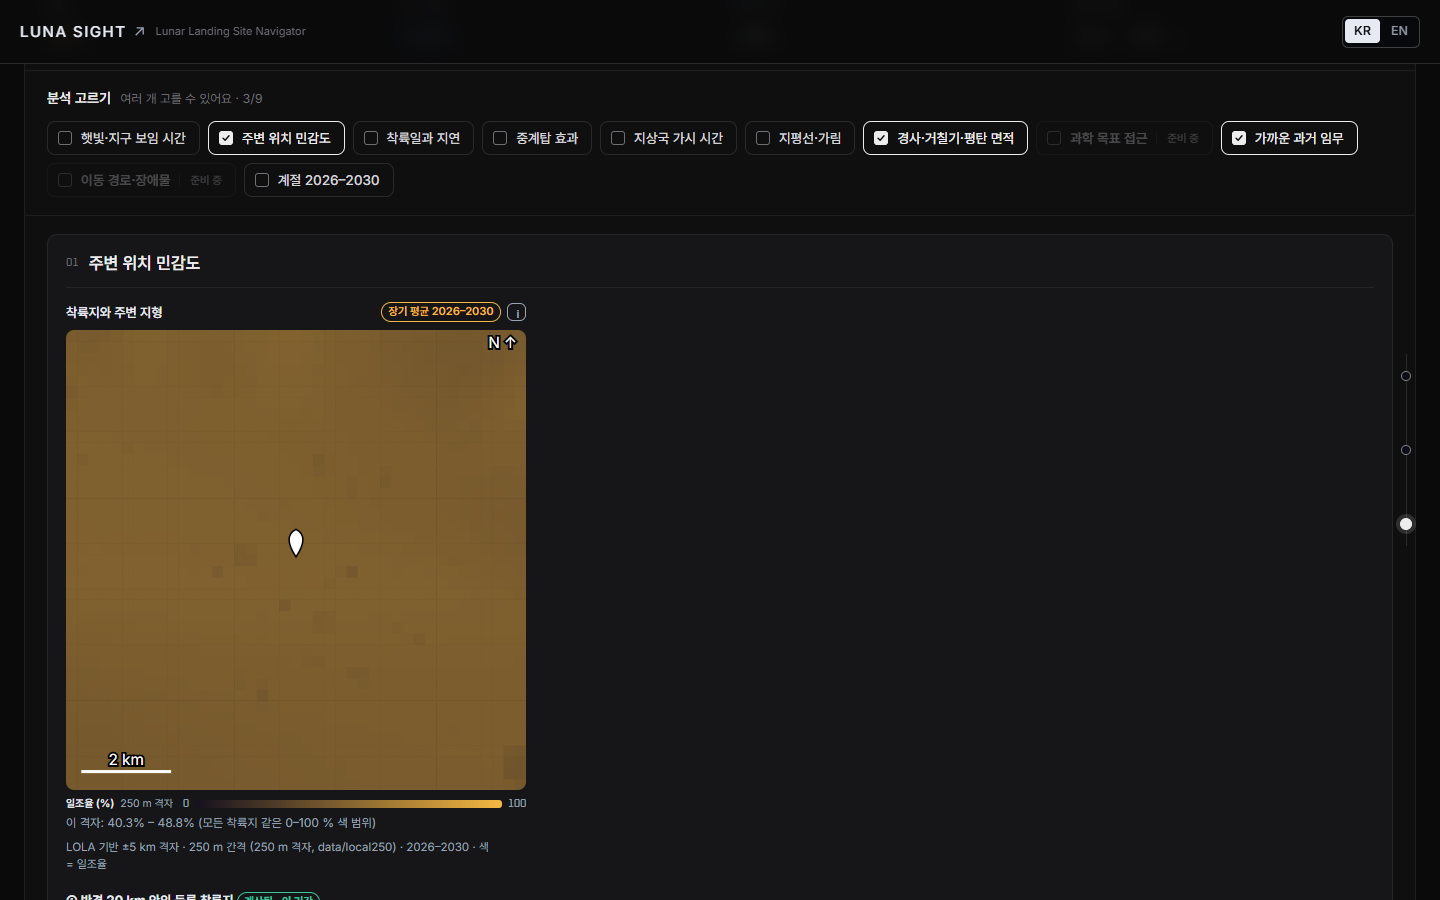 LUNA SIGHT ↗ Lunar Landing Site Navigator
KR EN
분석 고르기 여러 개 고를 수 있어요 · 3/9
햇빛·지구 보임 시간
주변 위치 민감도
착륙일과 지연
중계탑 효과
지상국 가시 시간
지평선·가림
경사·거칠기·평탄 면적
과학 목표 접근 준비 중
가까운 과거 임무
이동 경로·장애물 준비 중
계절 2026–2030
01 주변 위치 민감도
착륙지와 주변 지형 장기 평균 2026–2030 i
N ↑
2 km
일조율 (%) 250 m 격자 0 100
이 격자: 40.3% – 48.8% (모든 착륙지 같은 0–100 % 색 범위)
LOLA 기반 ±5 km 격자 · 250 m 간격 (250 m 격자, data/local250) · 2026–2030 · 색
= 일조율